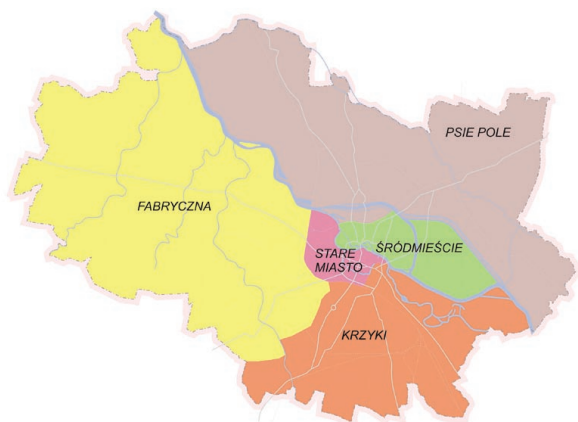 PSIE POLE
FABRYCZNA
ŚRÓDMIEŚCIE
STARE
MIASTO
KRZYKI